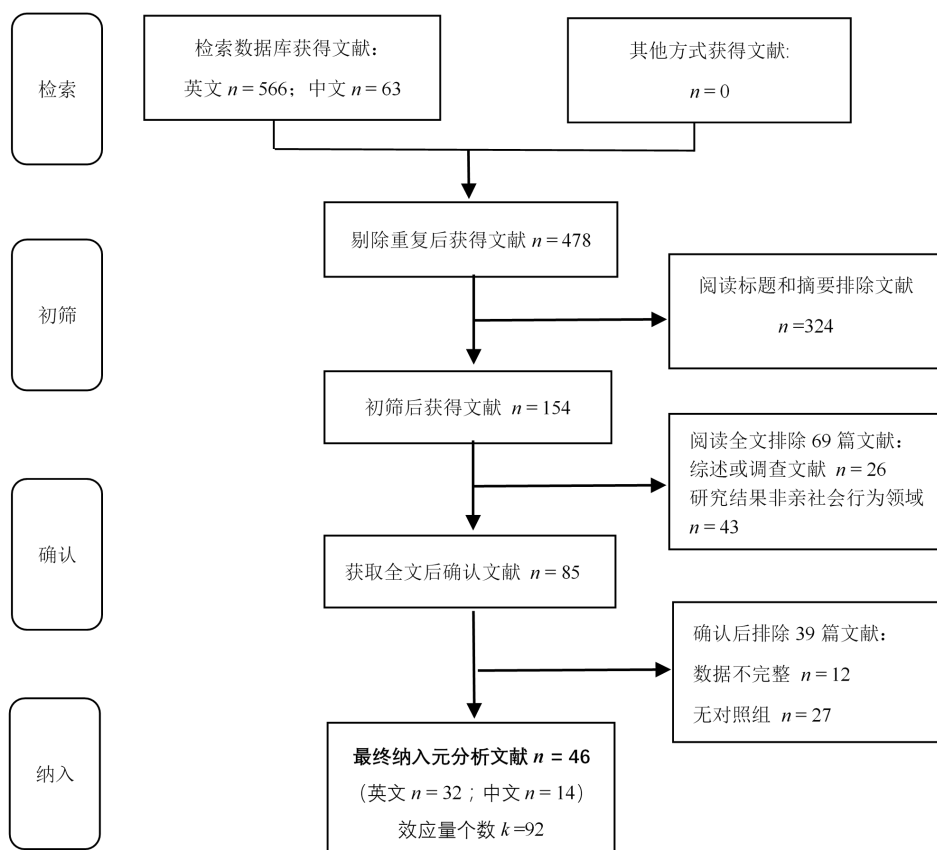 检索
检索数据库获得文献：
英文 n = 566；中文 n = 63
其他方式获得文献:
n = 0
剔除重复后获得文献 n = 478
初筛
阅读标题和摘要排除文献
n =324
初筛后获得文献 n = 154
阅读全文排除 69 篇文献：
综述或调查文献 n = 26
研究结果非亲社会行为领域
n = 43
确认
获取全文后确认文献 n = 85
确认后排除 39 篇文献：
数据不完整 n = 12
无对照组 n = 27
纳入
最终纳入元分析文献 n = 46
（英文 n = 32；中文 n = 14）
效应量个数 k =92